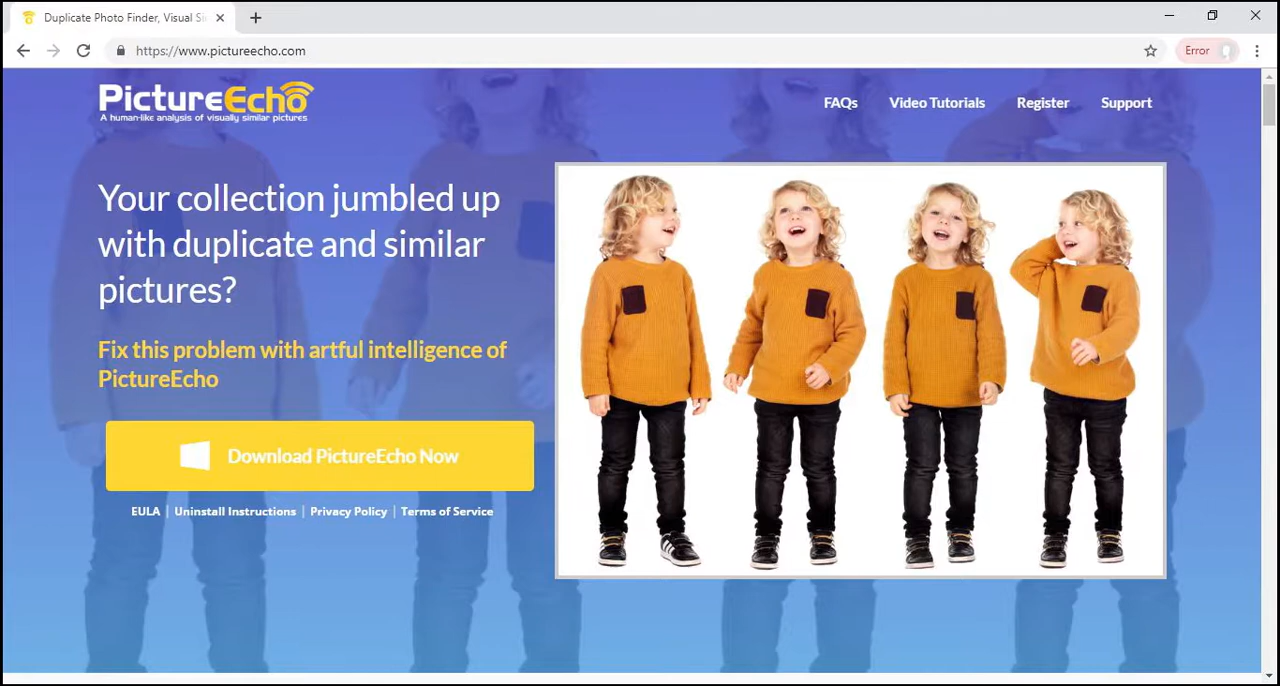 Duplicate Photo Finder, Visual Si
https://www.pictureecho.com
Error
PictureEcho
A human-like analysis of visually similar pictures
FAQs
Video Tutorials
Register
Support
Your collection jumbled up
with duplicate and similar
pictures?
Fix this problem with artful intelligence of
PictureEcho
Download PictureEcho Now
EULA | Uninstall Instructions | Privacy Policy | Terms of Service